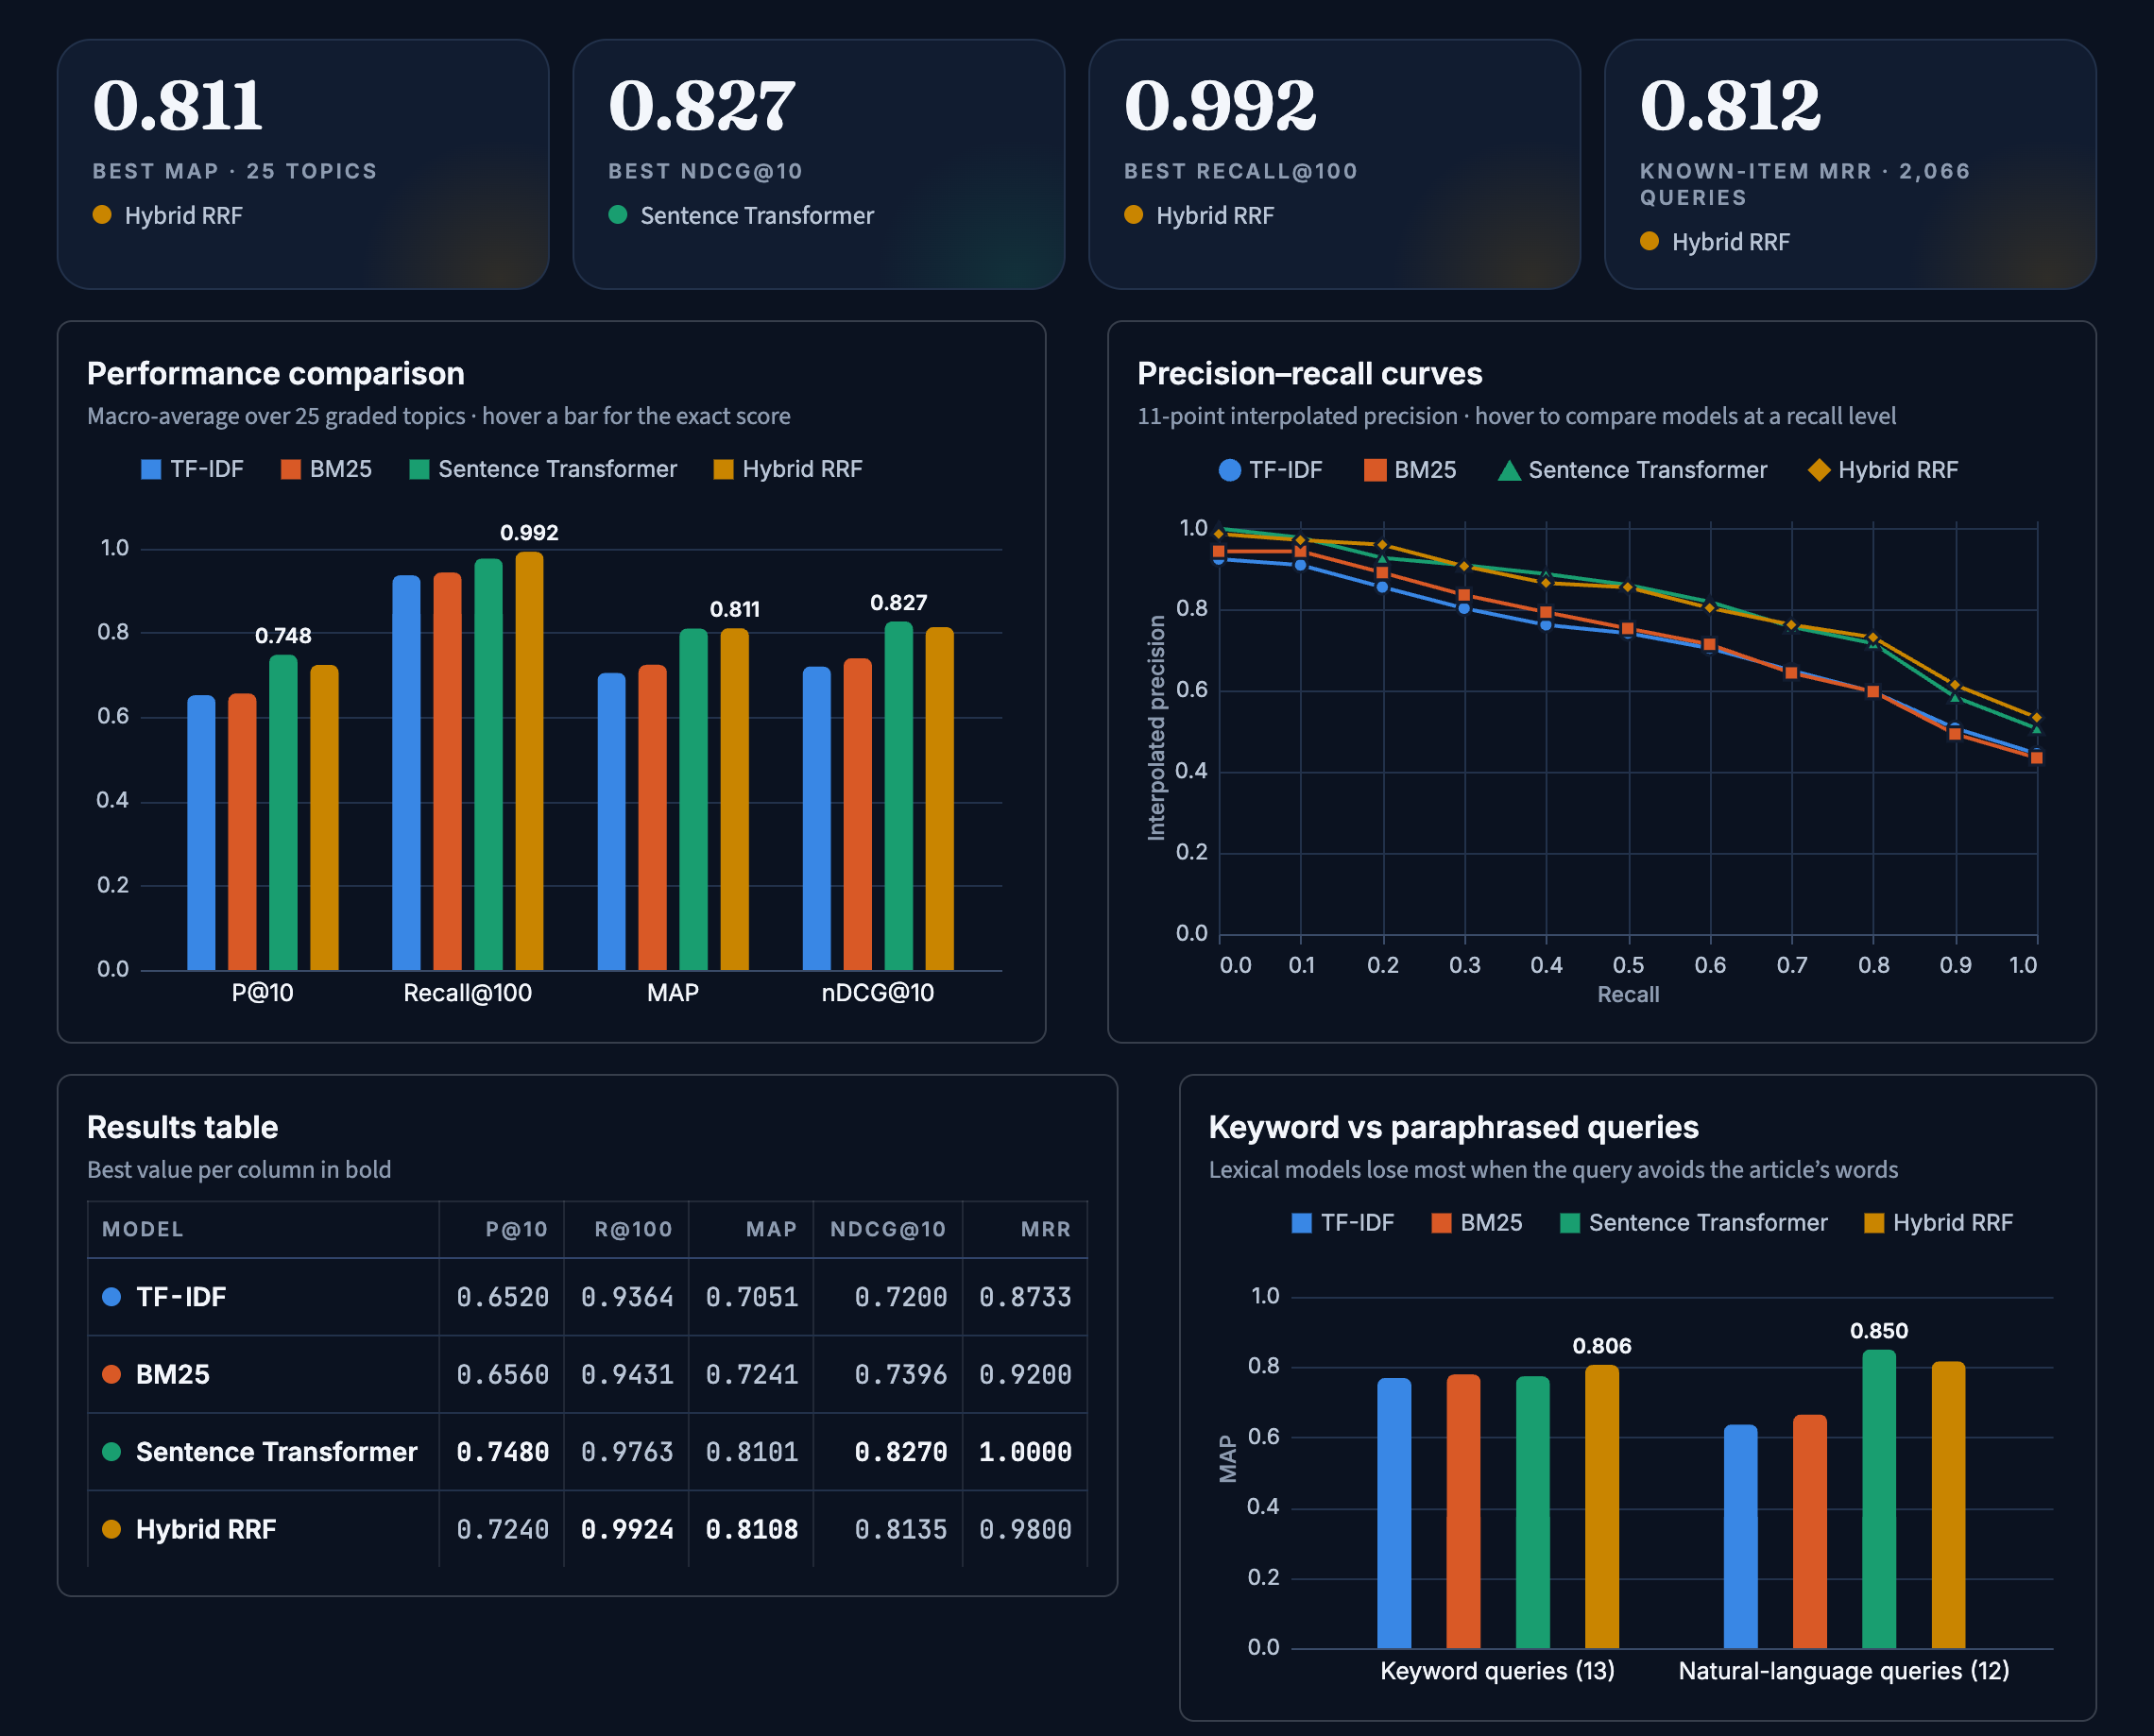 0.811
BEST MAP · 25 TOPICS
Hybrid RRF
0.827
BEST NDCG@10
Sentence Transformer
0.992
BEST RECALL@100
Hybrid RRF
0.812
KNOWN-ITEM MRR · 2,066
QUERIES
Hybrid RRF
Performance comparison
Macro-average over 25 graded topics · hover a bar for the exact score
TF-IDF BM25 Sentence Transformer Hybrid RRF
0.992
1.0
0.811
0.827
0.748
0.8
0.6
0.4
0.2
0.0
P@10 Recall@100 MAP nDCG@10
Precision–recall curves
11-point interpolated precision · hover to compare models at a recall level
TF-IDF BM25 Sentence Transformer Hybrid RRF
Interpolated precision
1.0
0.8
0.6
0.4
0.2
0.0
0.0 0.1 0.2 0.3 0.4 0.5 0.6 0.7 0.8 0.9 1.0
Recall
Results table
Best value per column in bold
MODEL P@10 R@100 MAP NDCG@10 MRR
TF-IDF 0.6520 0.9364 0.7051 0.7200 0.8733
BM25 0.6560 0.9431 0.7241 0.7396 0.9200
Sentence Transformer 0.7480 0.9763 0.8101 0.8270 1.0000
Hybrid RRF 0.7240 0.9924 0.8108 0.8135 0.9800
Keyword vs paraphrased queries
Lexical models lose most when the query avoids the article’s words
TF-IDF BM25 Sentence Transformer Hybrid RRF
MAP
1.0
0.806
0.850
0.8
0.6
0.4
0.2
0.0
Keyword queries (13) Natural-language queries (12)